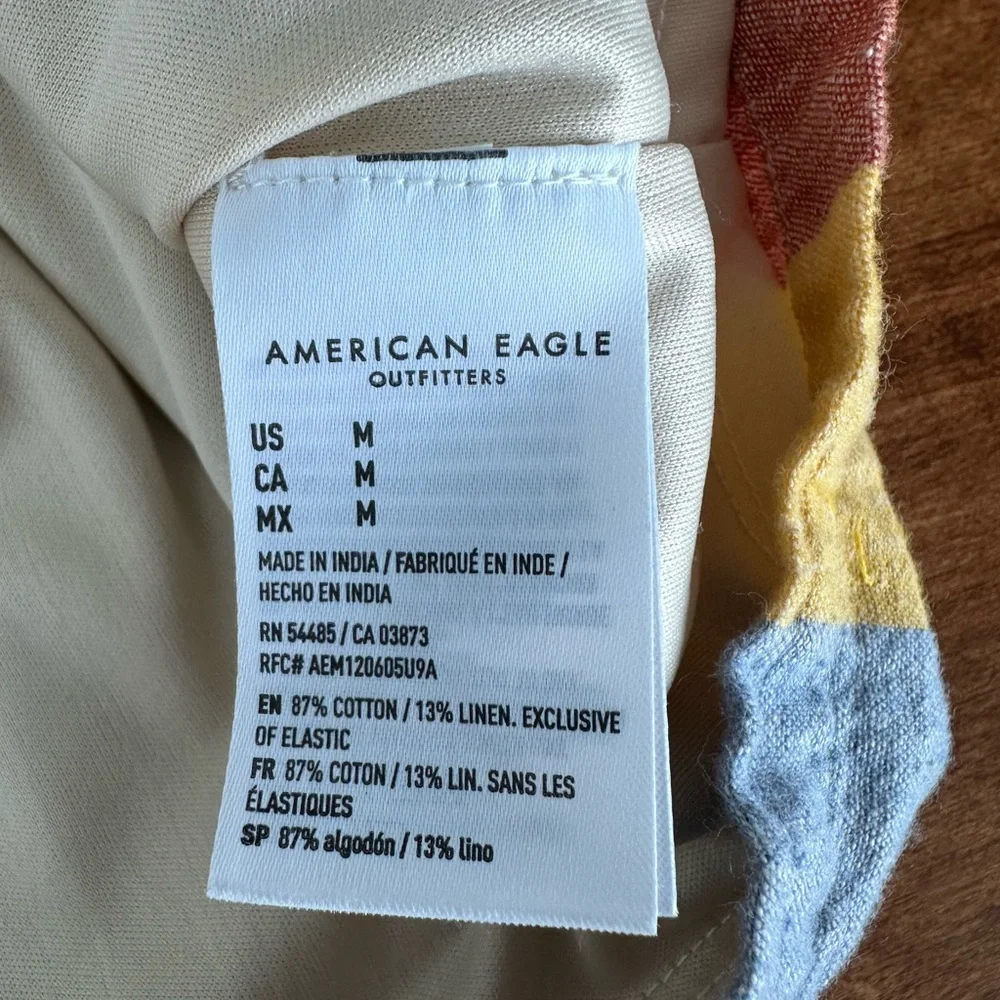 AMERICAN EAGLE
OUTFITTERS
US M
CA M
MX M
MADE IN INDIA / FABRIQUÉ EN INDE /
HECHO EN INDIA
RN 54485 / CA 03873
RFC# AEM120605U9A
EN 87% COTTON / 13% LINEN. EXCLUSIVE
OF ELASTIC
FR 87% COTON / 13% LIN. SANS LES
ÉLASTIQUES
SP 87% algodón / 13% lino